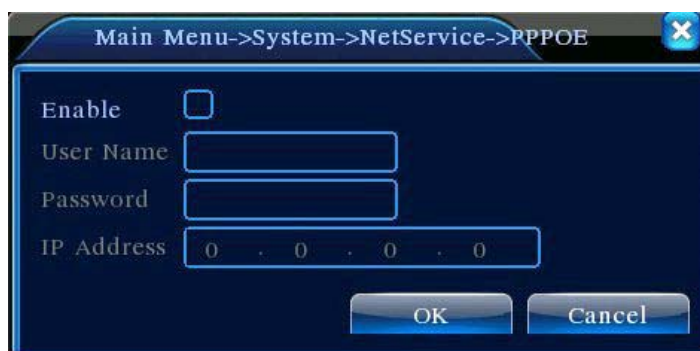 Main Menu->System->NetService->PPPOE
Enable
User Name
Password
IP Address 0 . 0 . 0 . 0
OK Cancel